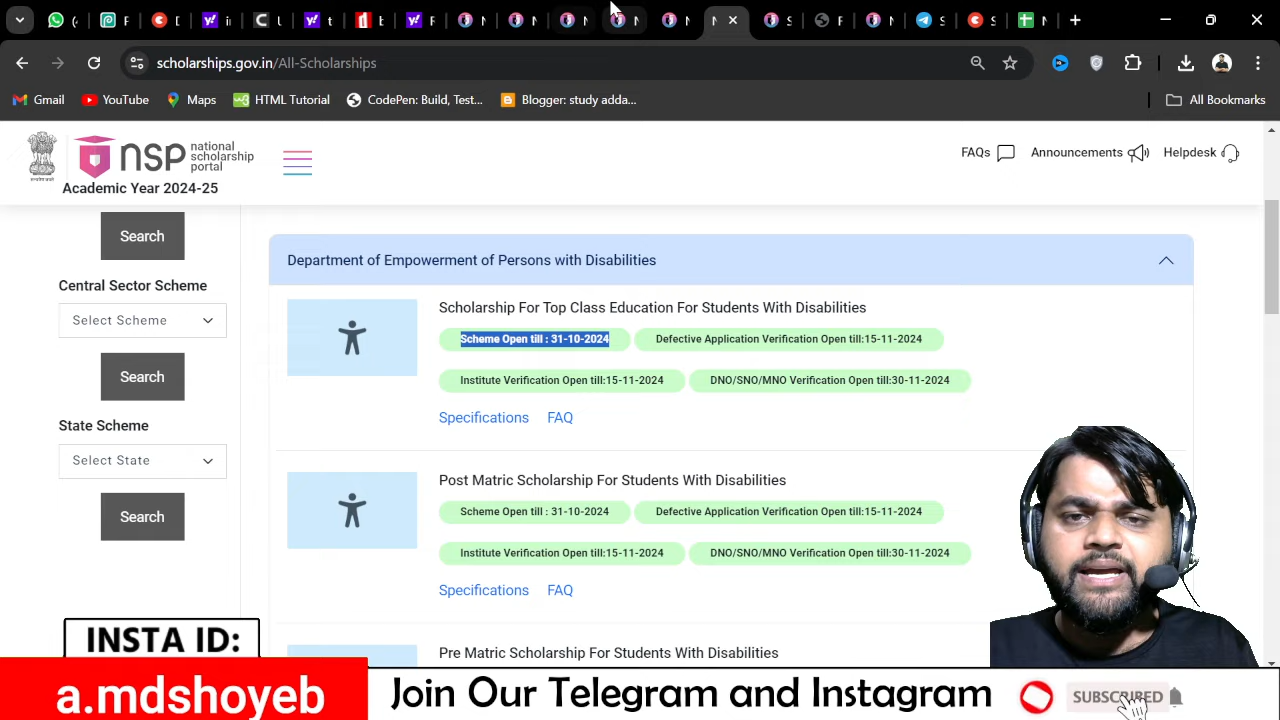 scholarships.gov.in/All-Scholarships
Gmail YouTube Maps HTML Tutorial CodePen: Build, Test... Blogger: study adda... All Bookmarks
nsp national scholarship portal
Academic Year 2024-25
FAQs Announcements Helpdesk
Search
Central Sector Scheme
Select Scheme
Search
State Scheme
Select State
Search
Department of Empowerment of Persons with Disabilities
Scholarship For Top Class Education For Students With Disabilities
Scheme Open till : 31-10-2024 Defective Application Verification Open till:15-11-2024
Institute Verification Open till:15-11-2024 DNO/SNO/MNO Verification Open till:30-11-2024
Specifications FAQ
Post Matric Scholarship For Students With Disabilities
Scheme Open till : 31-10-2024 Defective Application Verification Open till:15-11-2024
Institute Verification Open till:15-11-2024 DNO/SNO/MNO Verification Open till:30-11-2024
Specifications FAQ
Pre Matric Scholarship For Students With Disabilities
INSTA ID:
a.mdshoyeb
Join Our Telegram and Instagram
SUBSCRIBED